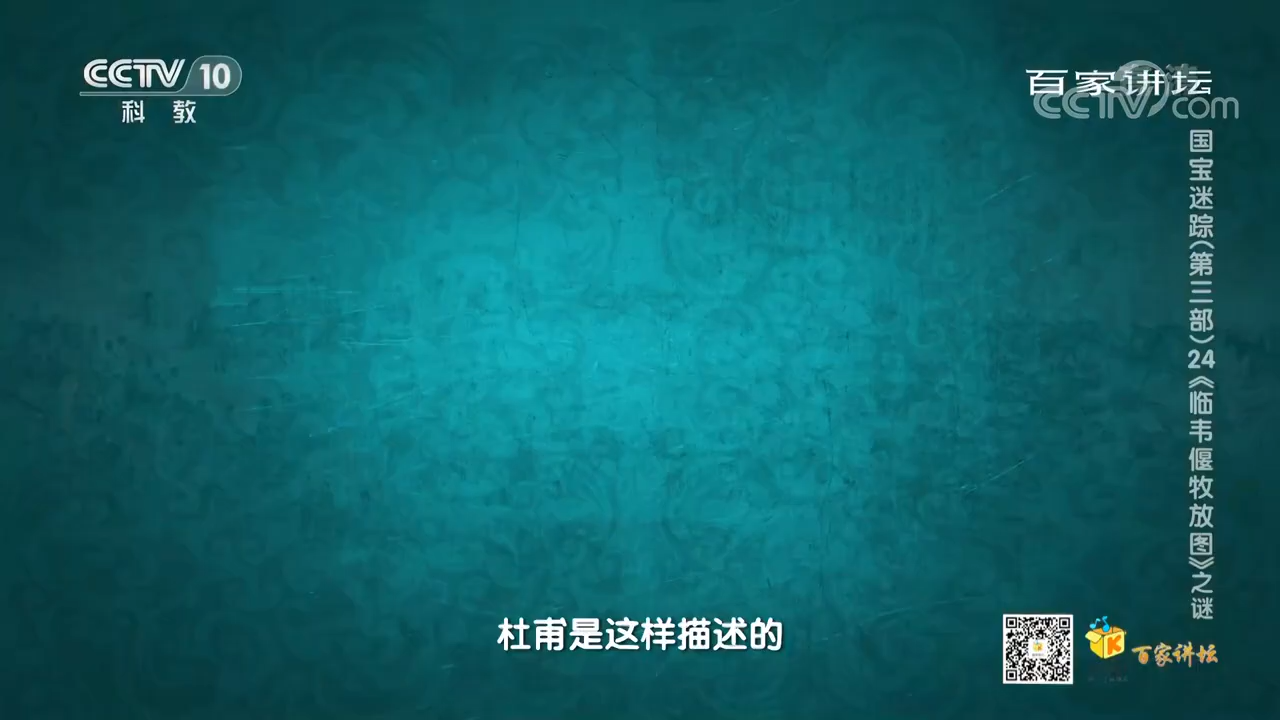 CCTV 10
科教
百家讲坛
CCTV.com
国宝迷踪(第三部)24《临韦偃牧放图》之谜
杜甫是这样描述的
K
百家讲坛